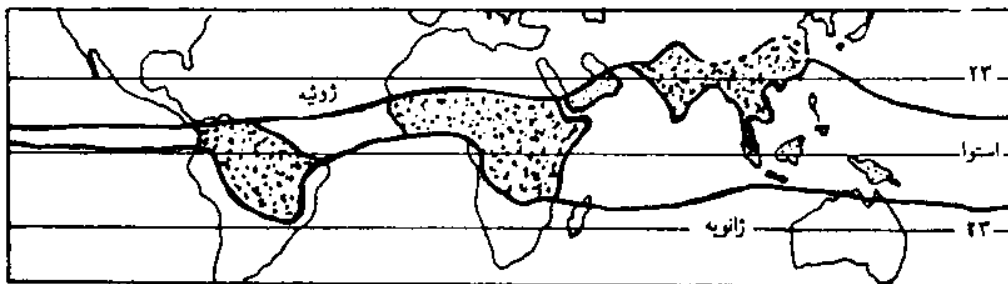 ۲۳
ژوئیه
استوا
ژانویه
۲۳